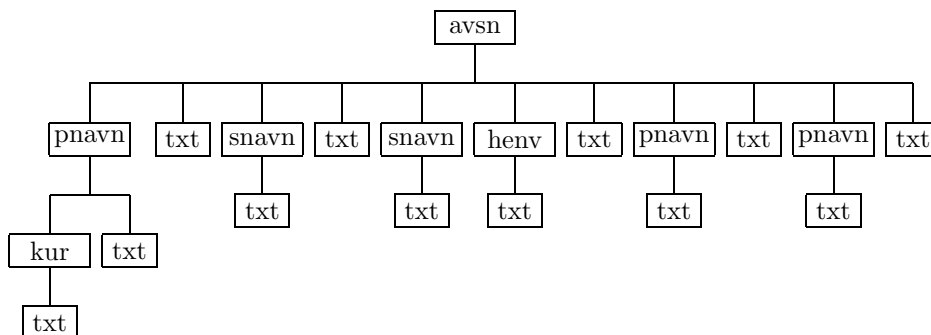 avsn
pnavn txt snavn txt snavn henv txt pnavn txt pnavn txt
txt txt txt txt txt
kur txt
txt